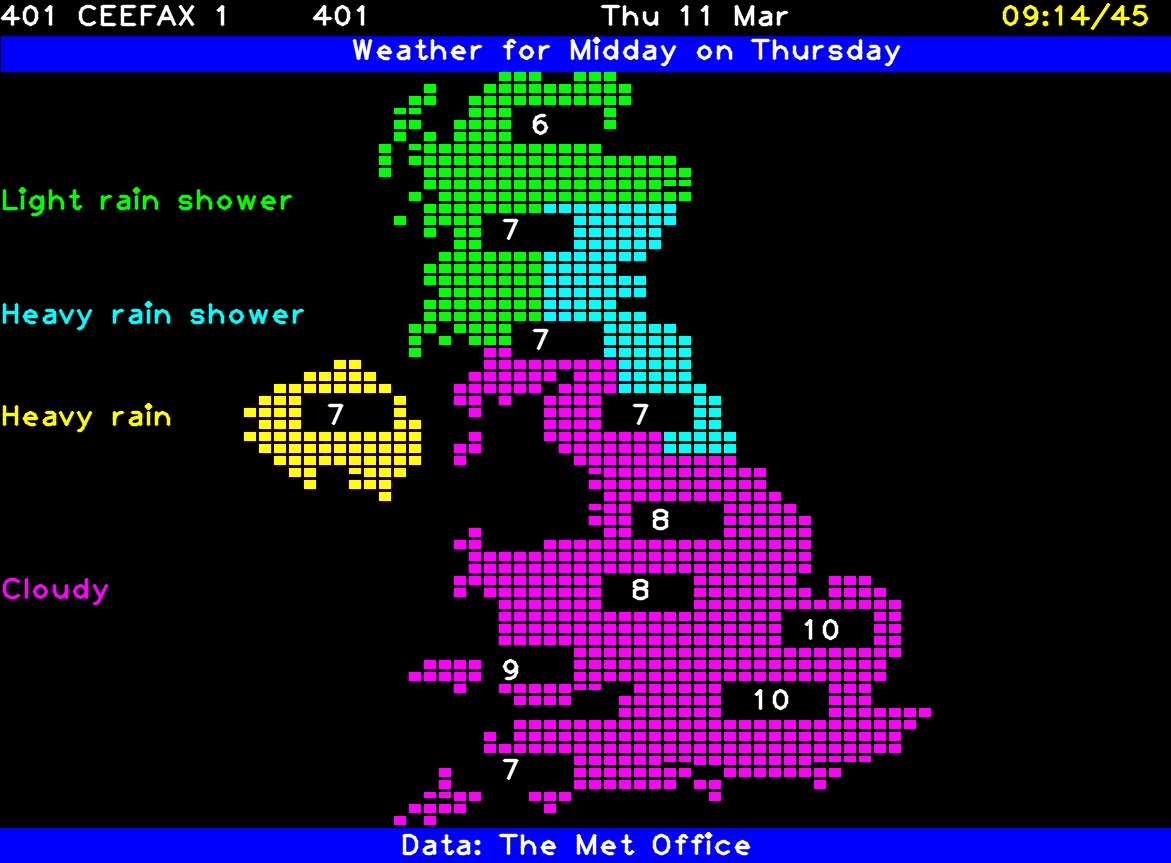 401 CEEFAX 1 401 Thu 11 Mar 09:14/45
Weather for Midday on Thursday
6
Light rain shower
7
Heavy rain shower
7
Heavy rain 7 7
8
Cloudy 8
10
9
10
7
Data: The Met Office